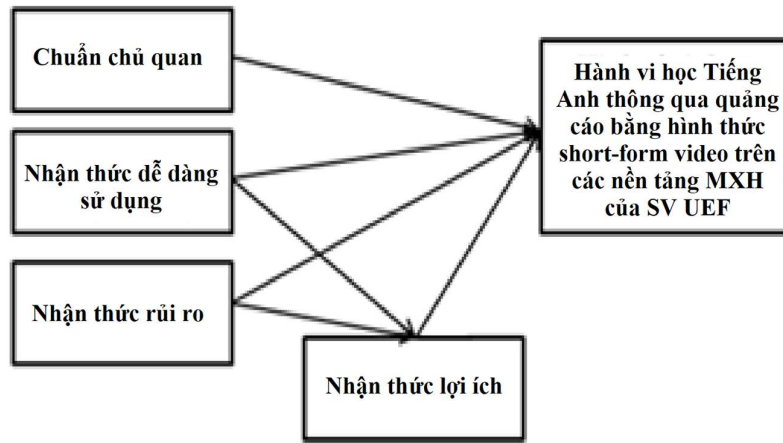 Chuẩn chủ quan
Nhận thức dễ dàng
sử dụng
Nhận thức rủi ro
Nhận thức lợi ích
Hành vi học Tiếng
Anh thông qua quảng
cáo bằng hình thức
short-form video trên
các nền tảng MXH
của SV UEF